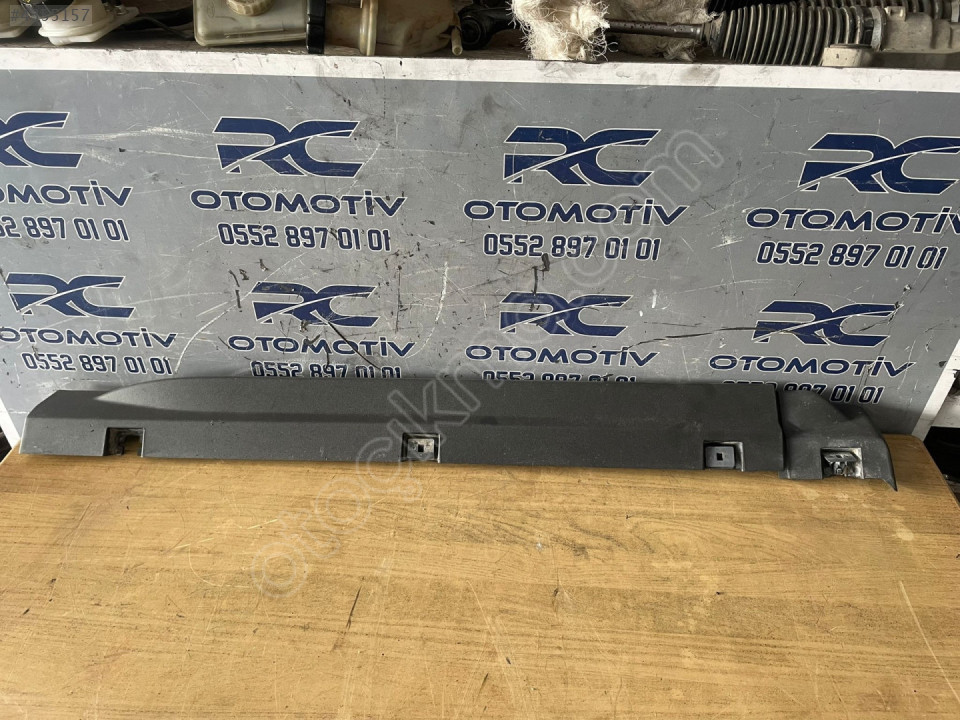 RC RC RC RC
OTOMOTİV OTOMOTİV OTOMOTİV OTOMOTİV
52 897 01 01 0552 897 01 01 0552 897 01 01 0552 897 01 01
RC RC RC RC
OTOMOTİV OTOMOTİV OTOMOTİV OTOMOTİV
0552 897 01 01 0552 897 01 01